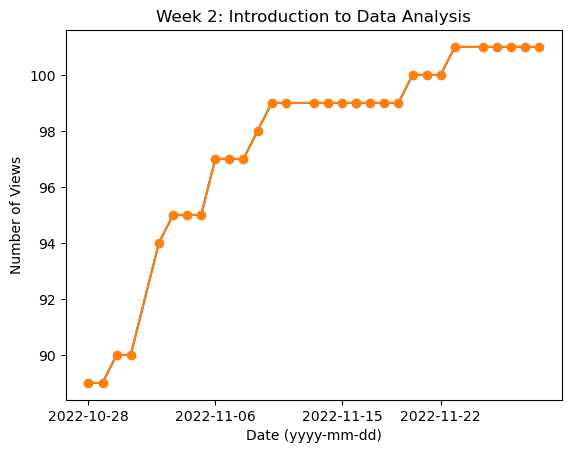 Week 2: Introduction to Data Analysis
Number of Views
100
98
96
94
92
90
2022-10-28 2022-11-06 2022-11-15 2022-11-22
Date (yyyy-mm-dd)